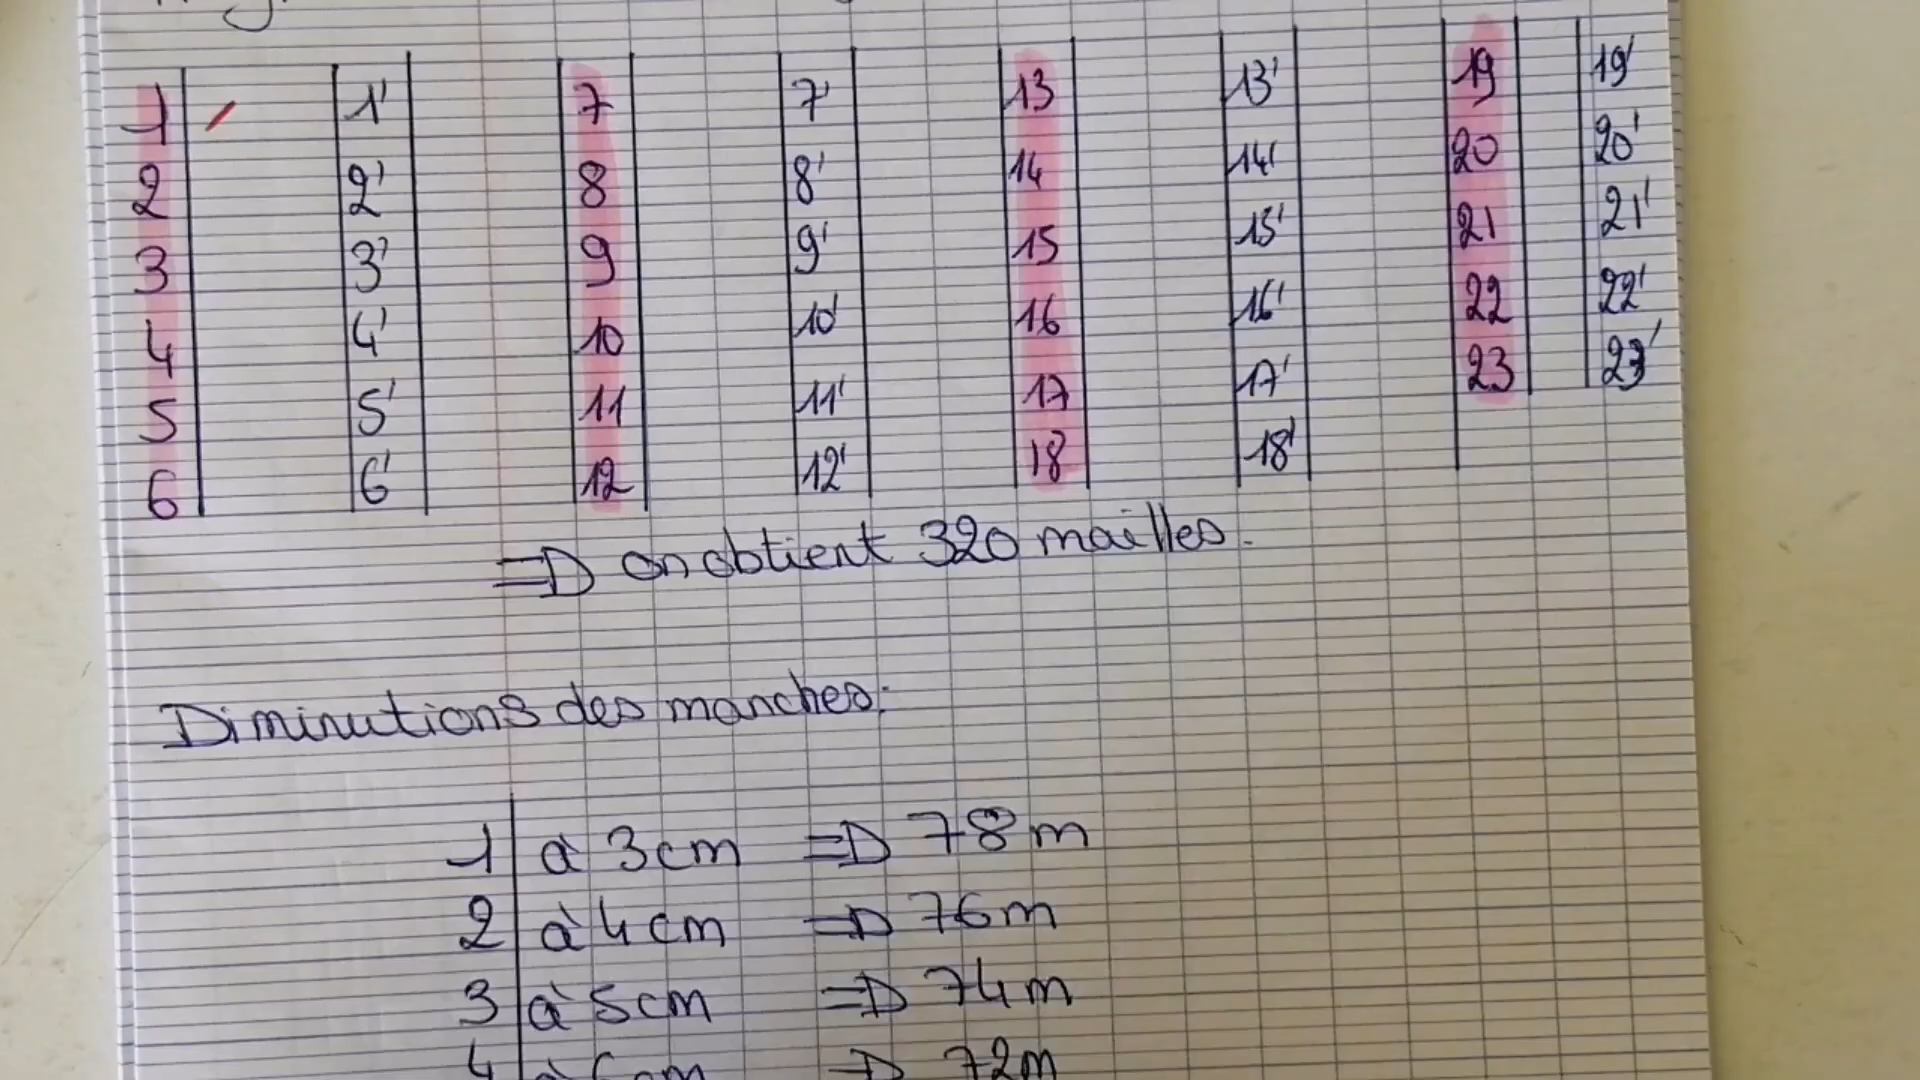 1 1' 7 7' 13 13' 19 19'
2 2' 8 8' 14 14' 20 20'
3 3' 9 9' 15 15' 21 21'
4 4' 10 10' 16 16' 22 22'
5 5' 11 11' 17 17' 23 23'
6 6' 12 12' 18 18'
=D on obtient 320 mailles.
Diminutions des manches:
1 à 3cm =D 78m
2 à 4cm =D 76m
3 à 5cm =D 74m
4 à 6cm =D 72m